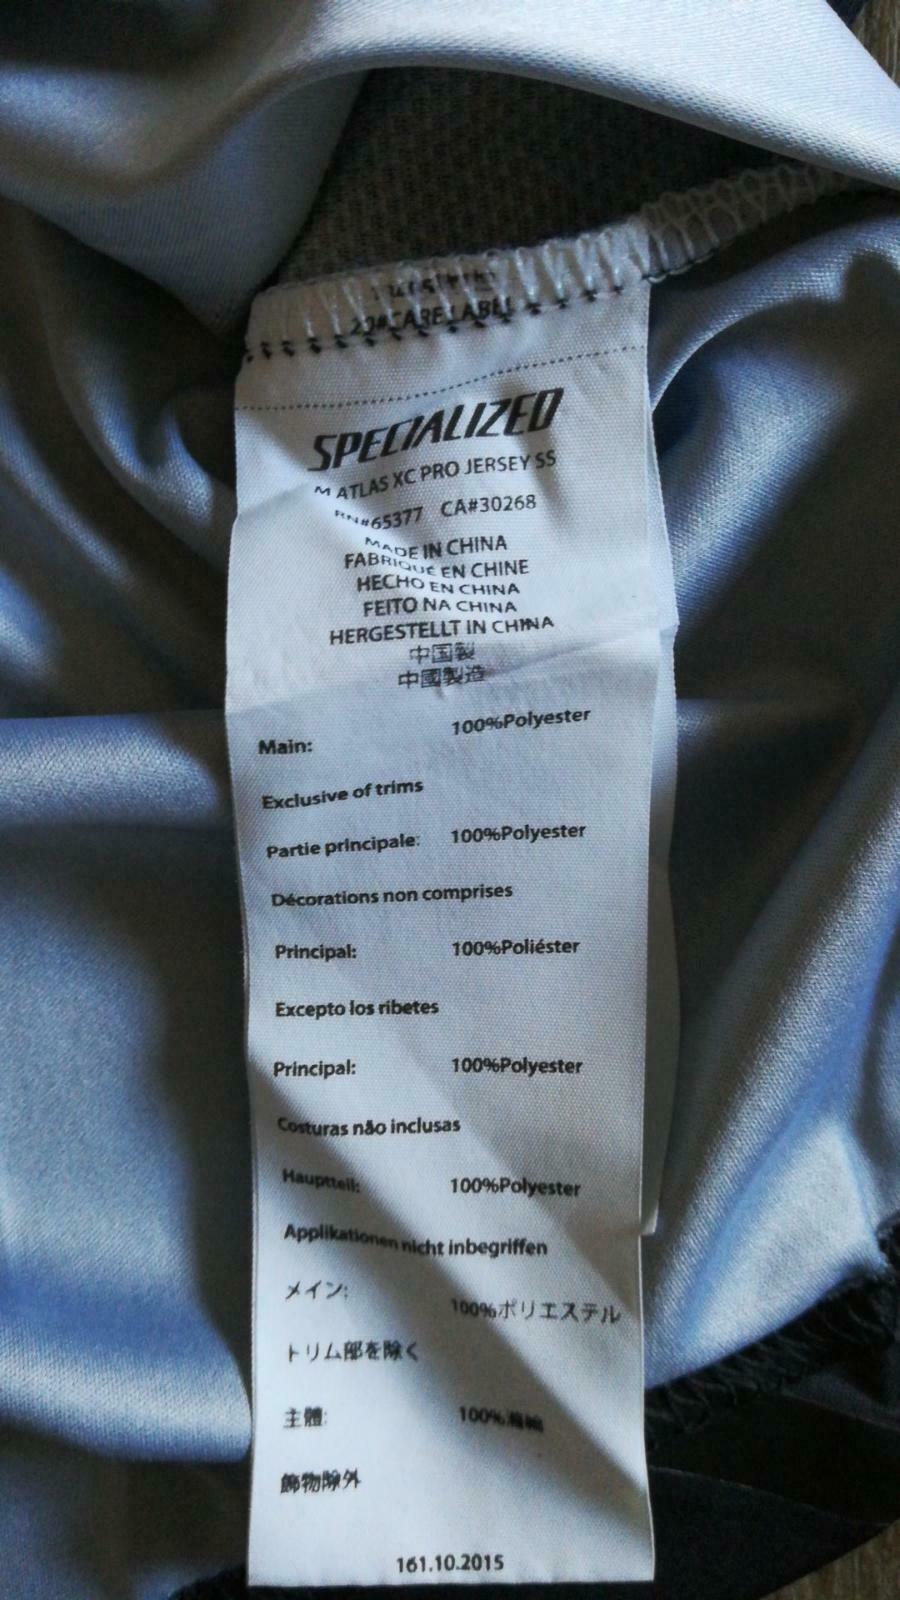 20#CARE LABEL
SPECIALIZED
M ATLAS XC PRO JERSEY SS
RN#65377 CA#30268
MADE IN CHINA
FABRIQUÉ EN CHINE
HECHO EN CHINA
FEITO NA CHINA
HERGESTELLT IN CHINA
中国製
中國製造
Main: 100%Polyester
Exclusive of trims
Partie principale: 100%Polyester
Décorations non comprises
Principal: 100%Poliéster
Excepto los ribetes
Principal: 100%Polyester
Costuras não inclusas
Hauptteil: 100%Polyester
Applikationen nicht inbegriffen
メイン: 100%ポリエステル
トリム部を除く
主體: 100%
飾物除外
161.10.2015